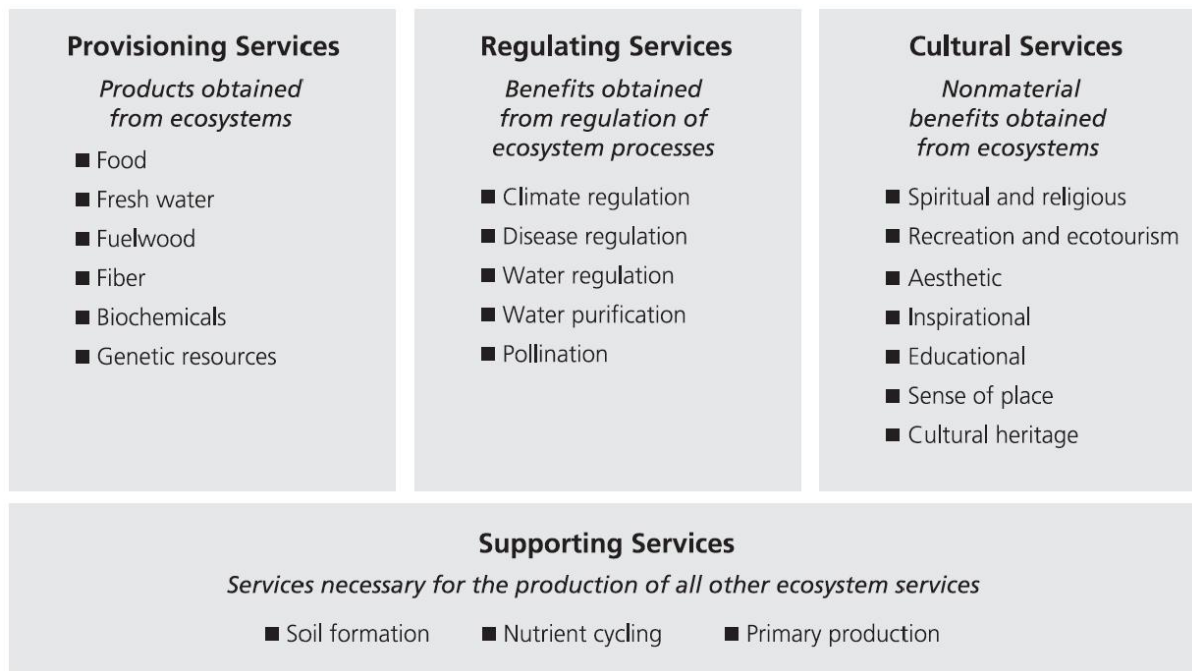 Provisioning Services
Products obtained
from ecosystems
■ Food
■ Fresh water
■ Fuelwood
■ Fiber
■ Biochemicals
■ Genetic resources
Regulating Services
Benefits obtained
from regulation of
ecosystem processes
■ Climate regulation
■ Disease regulation
■ Water regulation
■ Water purification
■ Pollination
Cultural Services
Nonmaterial
benefits obtained
from ecosystems
■ Spiritual and religious
■ Recreation and ecotourism
■ Aesthetic
■ Inspirational
■ Educational
■ Sense of place
■ Cultural heritage
Supporting Services
Services necessary for the production of all other ecosystem services
■ Soil formation ■ Nutrient cycling ■ Primary production